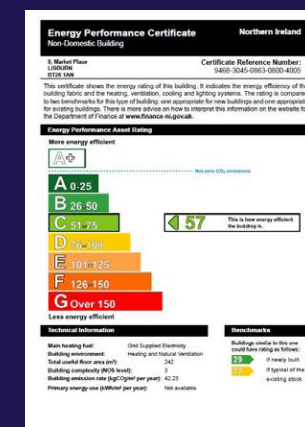 Energy Performance Certificate
Northern Ireland
Non-Domestic Building
9, Market Place
LISBURN
BT28 1AN
Certificate Reference Number:
9468-3045-0863-0800-4005
This certificate shows the energy rating of this building. It indicates the energy efficiency of the
building fabric and the heating, ventilation, cooling and lighting systems. The rating is compared
to two benchmarks for this type of building: one appropriate for new buildings and one appropriate
for existing buildings. There is more advice on how to interpret this information on the website for
the Department of Finance at www.finance-ni.gov.uk.
Energy Performance Asset Rating
More energy efficient
A+
Net zero CO₂ emissions
A 0-25
B 26-50
C 51-75
57
This is how energy efficient
the building is.
D 76-100
E 101-125
F 126-150
G Over 150
Less energy efficient
Technical Information
Main heating fuel: Grid Supplied Electricity
Building environment: Heating and Natural Ventilation
Total useful floor area (m²): 242
Building complexity (NOS level): 3
Building emission rate (kgCO₂/m² per year): 42.23
Primary energy use (kWh/m² per year): Not available
Benchmarks
Buildings similar to this one
could have rating as follows:
29 If newly built
If typical of the
existing stock